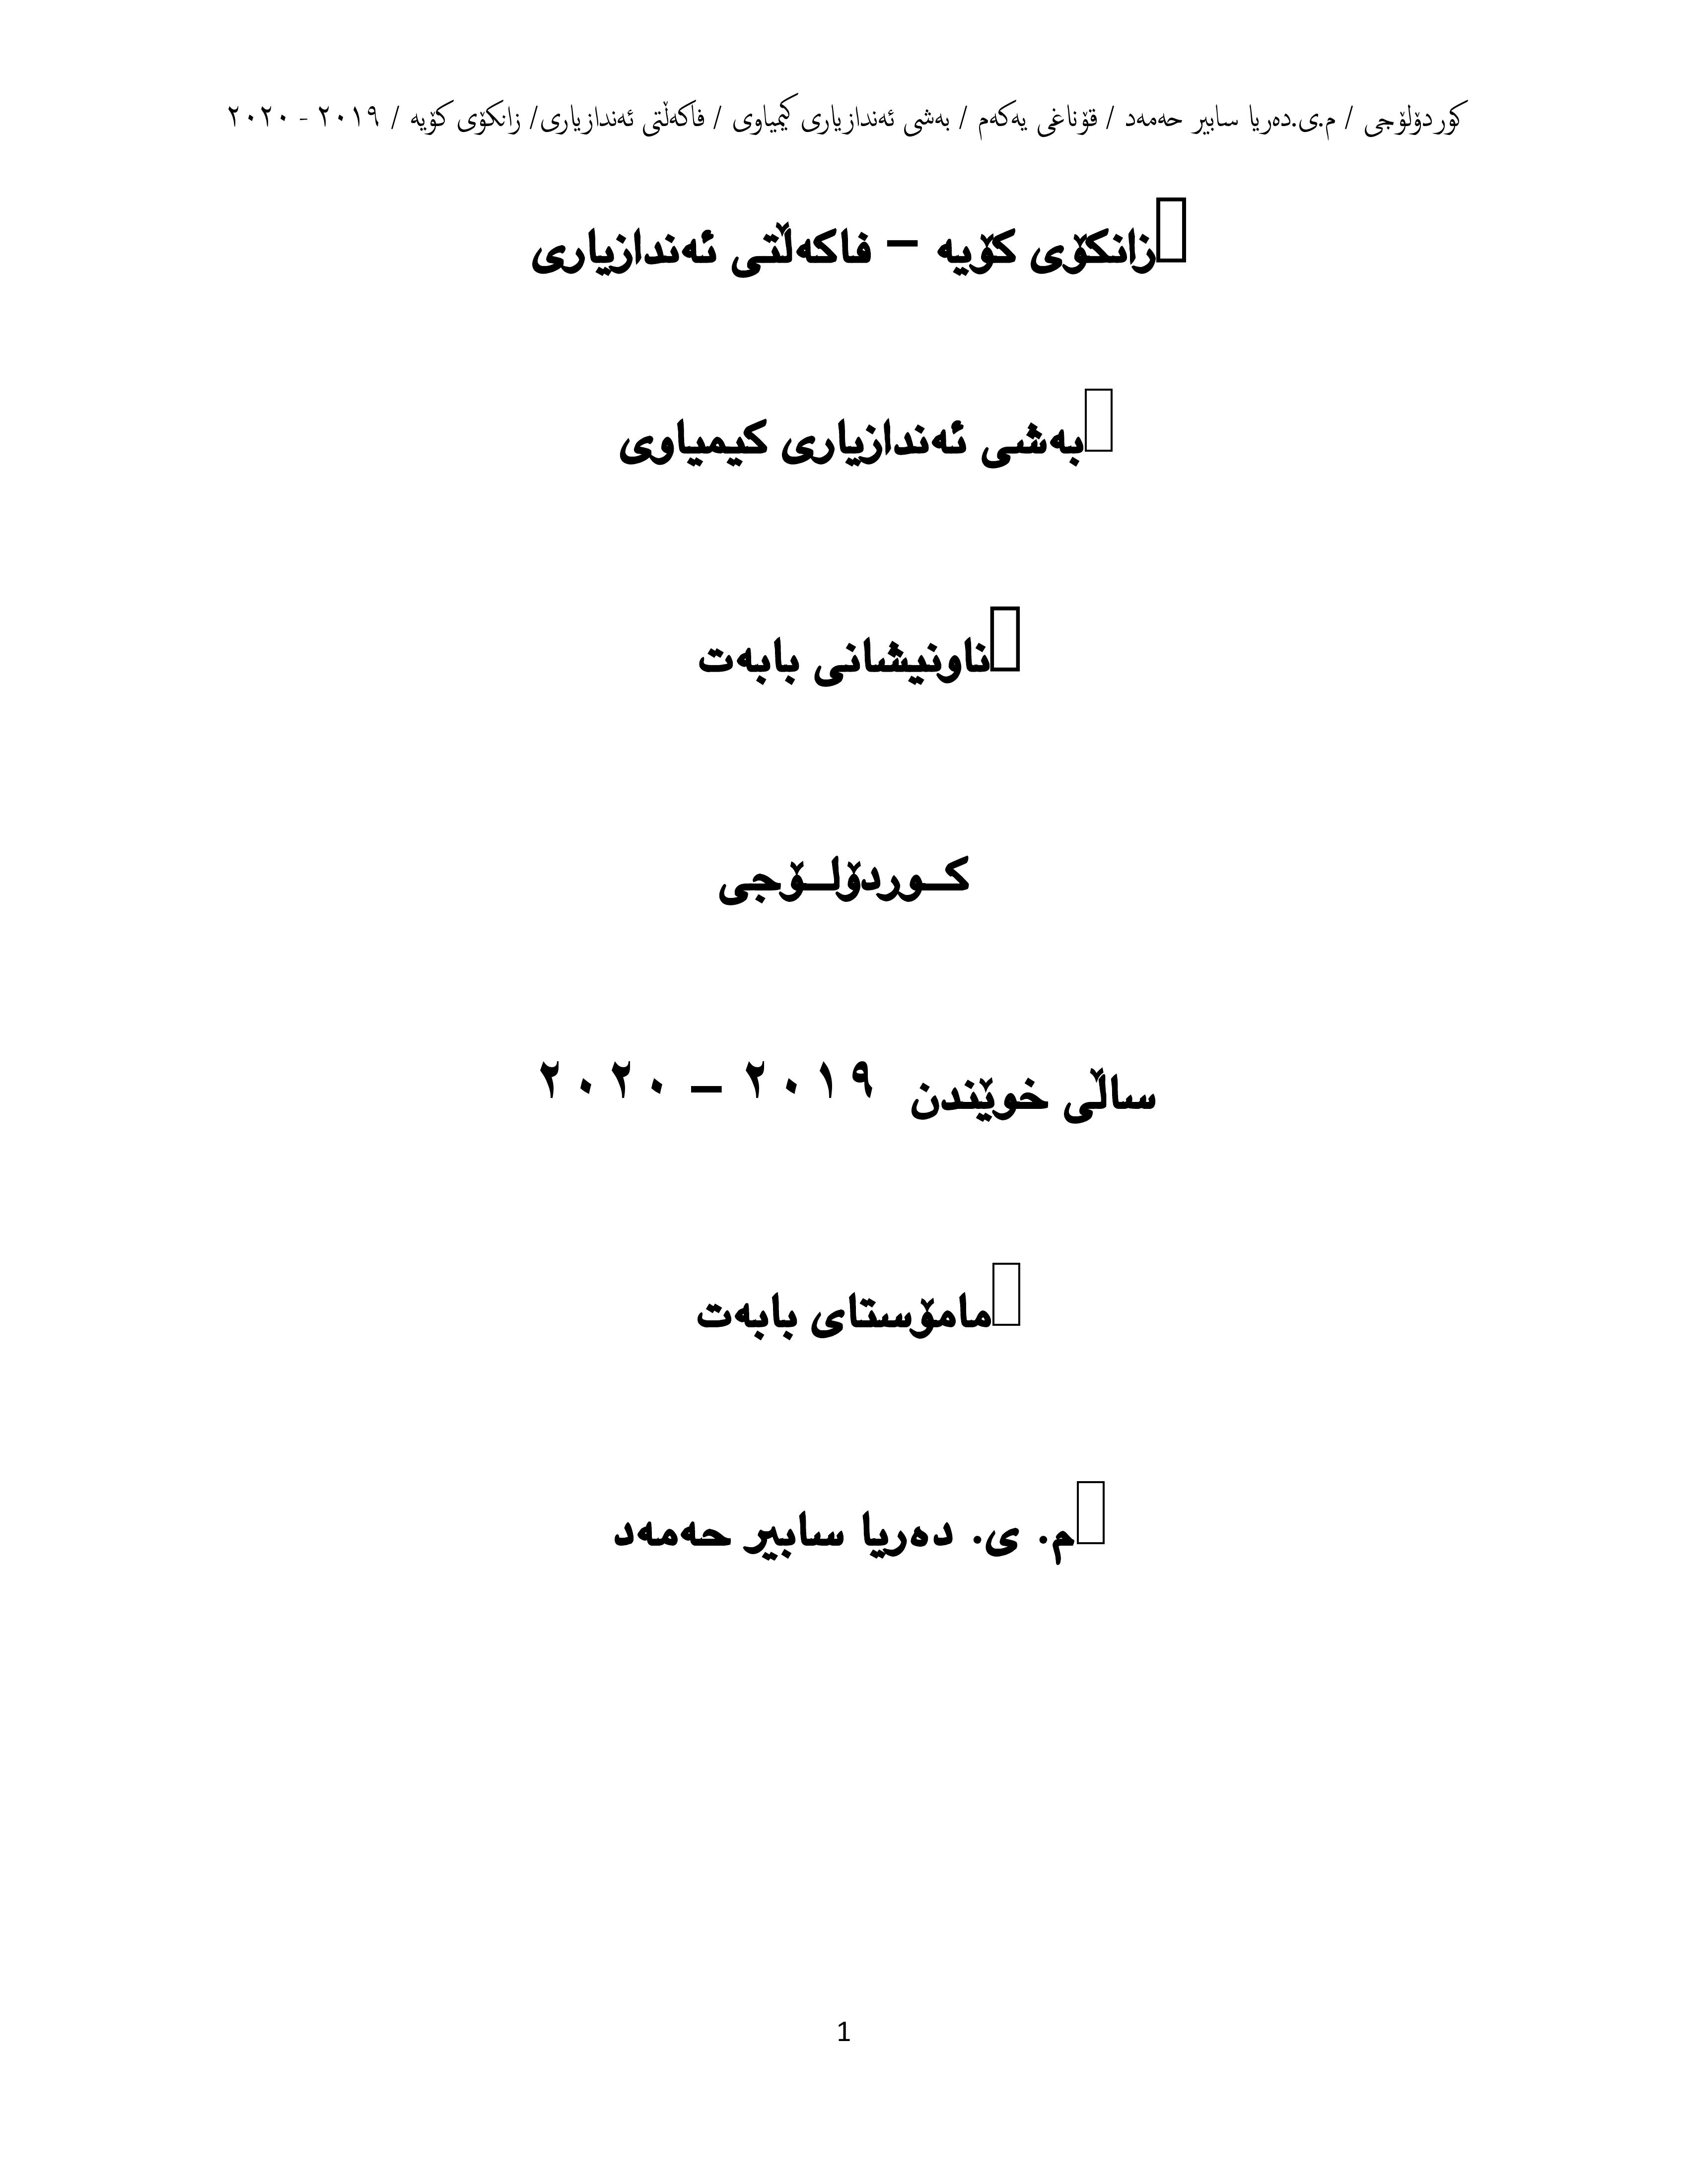 کوردۆلۆجی / م.ی.دەریا سابیر حەمەد / قۆناغی یەکەم / بەشی ئەندازیاری کیمیاوی / فاکەڵتی ئەندازیاری/ زانکۆی کۆیە / ٢٠١٩ - ٢٠٢٠
زانکۆی کۆیە – فاکەڵتی ئەندازیاری
بەشی ئەندازیاری کیمیاوی
ناونیشانی بابەت
کـوردۆلـۆجی
ساڵی خوێندن ٢٠١٩ – ٢٠٢٠
مامۆستای بابەت
م. ی. دەریا سابیر حەمەد
1